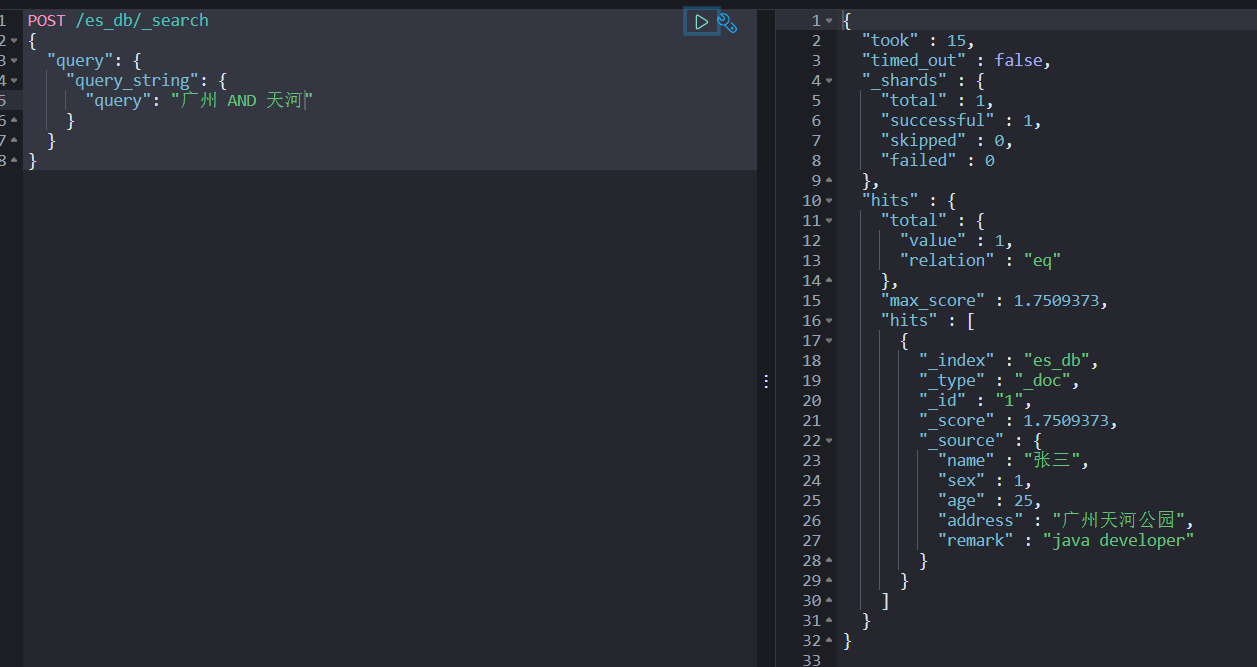 1 POST /es_db/_search
2 {
3 "query": {
4 "query_string": {
5 "query": "广州 AND 天河"
6 }
7 }
8 }
1 {
2 "took" : 15,
3 "timed_out" : false,
4 "_shards" : {
5 "total" : 1,
6 "successful" : 1,
7 "skipped" : 0,
8 "failed" : 0
9 },
10 "hits" : {
11 "total" : {
12 "value" : 1,
13 "relation" : "eq"
14 },
15 "max_score" : 1.7509373,
16 "hits" : [
17 {
18 "_index" : "es_db",
19 "_type" : "_doc",
20 "_id" : "1",
21 "_score" : 1.7509373,
22 "_source" : {
23 "name" : "张三",
24 "sex" : 1,
25 "age" : 25,
26 "address" : "广州天河公园",
27 "remark" : "java developer"
28 }
29 }
30 ]
31 }
32 }
33